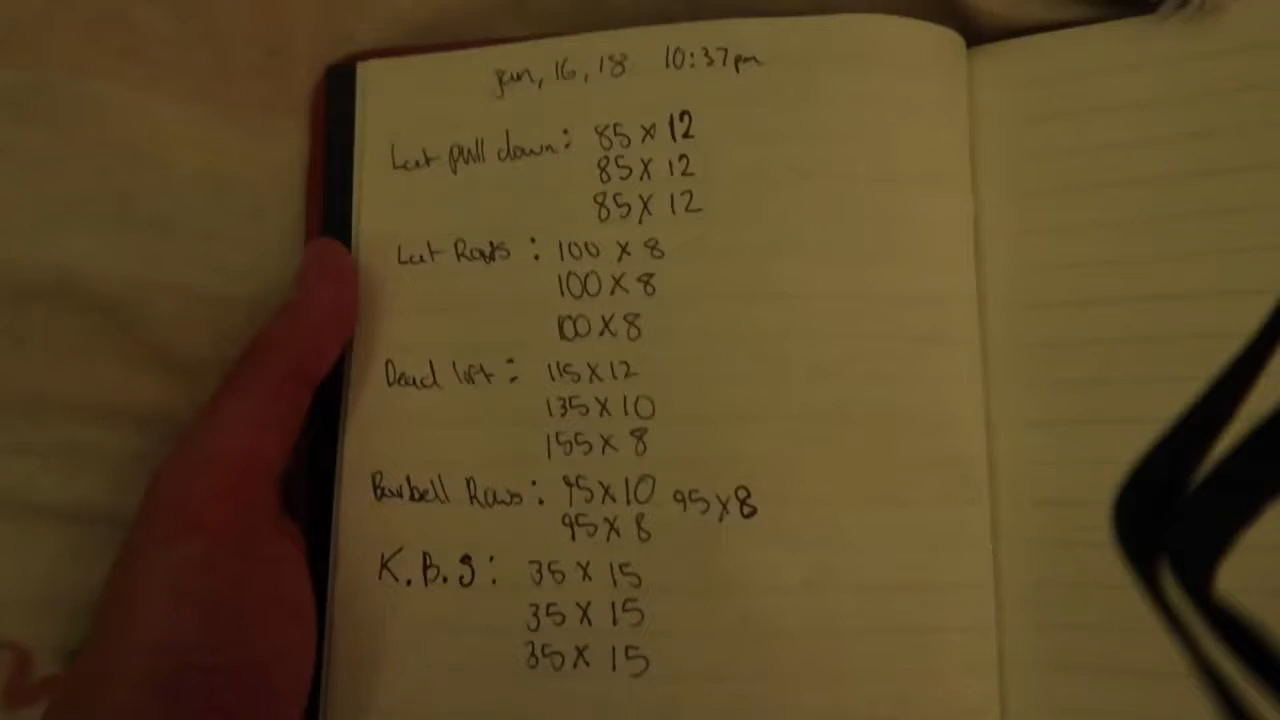 Jan, 16, 18 10:37pm
Lat pull down: 85 x 12
85 x 12
85 x 12
Lat Rows: 100 x 8
100 x 8
100 x 8
Dead lift: 115 x 12
135 x 10
155 x 8
Barbell Rows: 95 x 10 95 x 8
95 x 8
K.B.S: 35 x 15
35 x 15
35 x 15